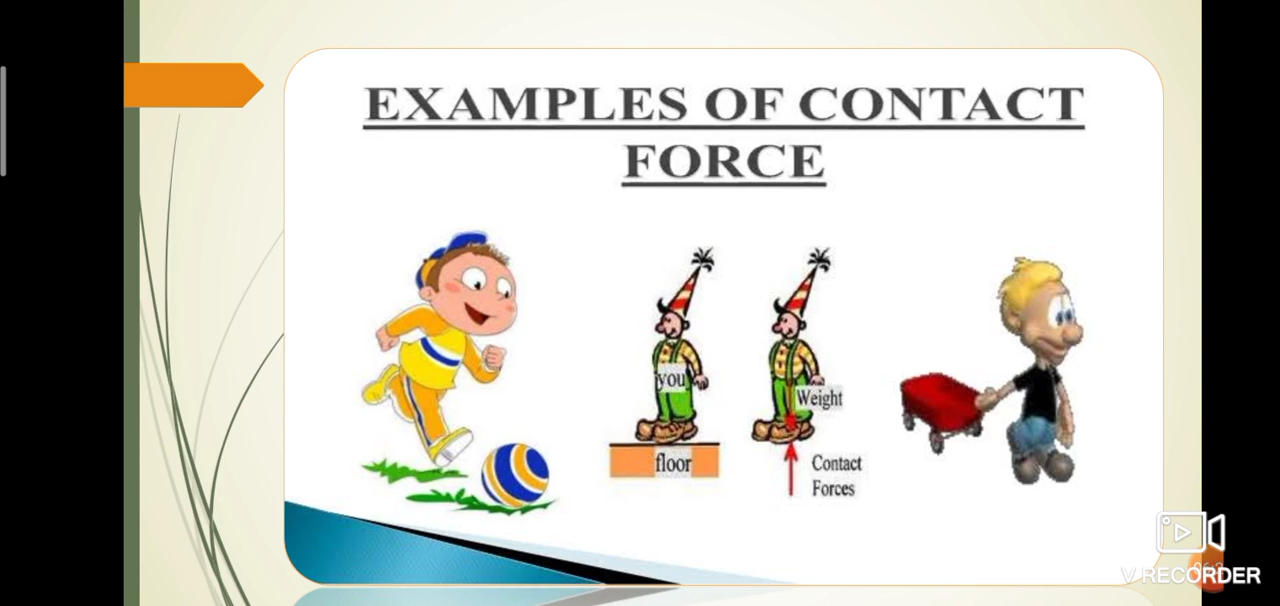 EXAMPLES OF CONTACT
FORCE
you
floor
Weight
Contact
Forces
V RECORDER